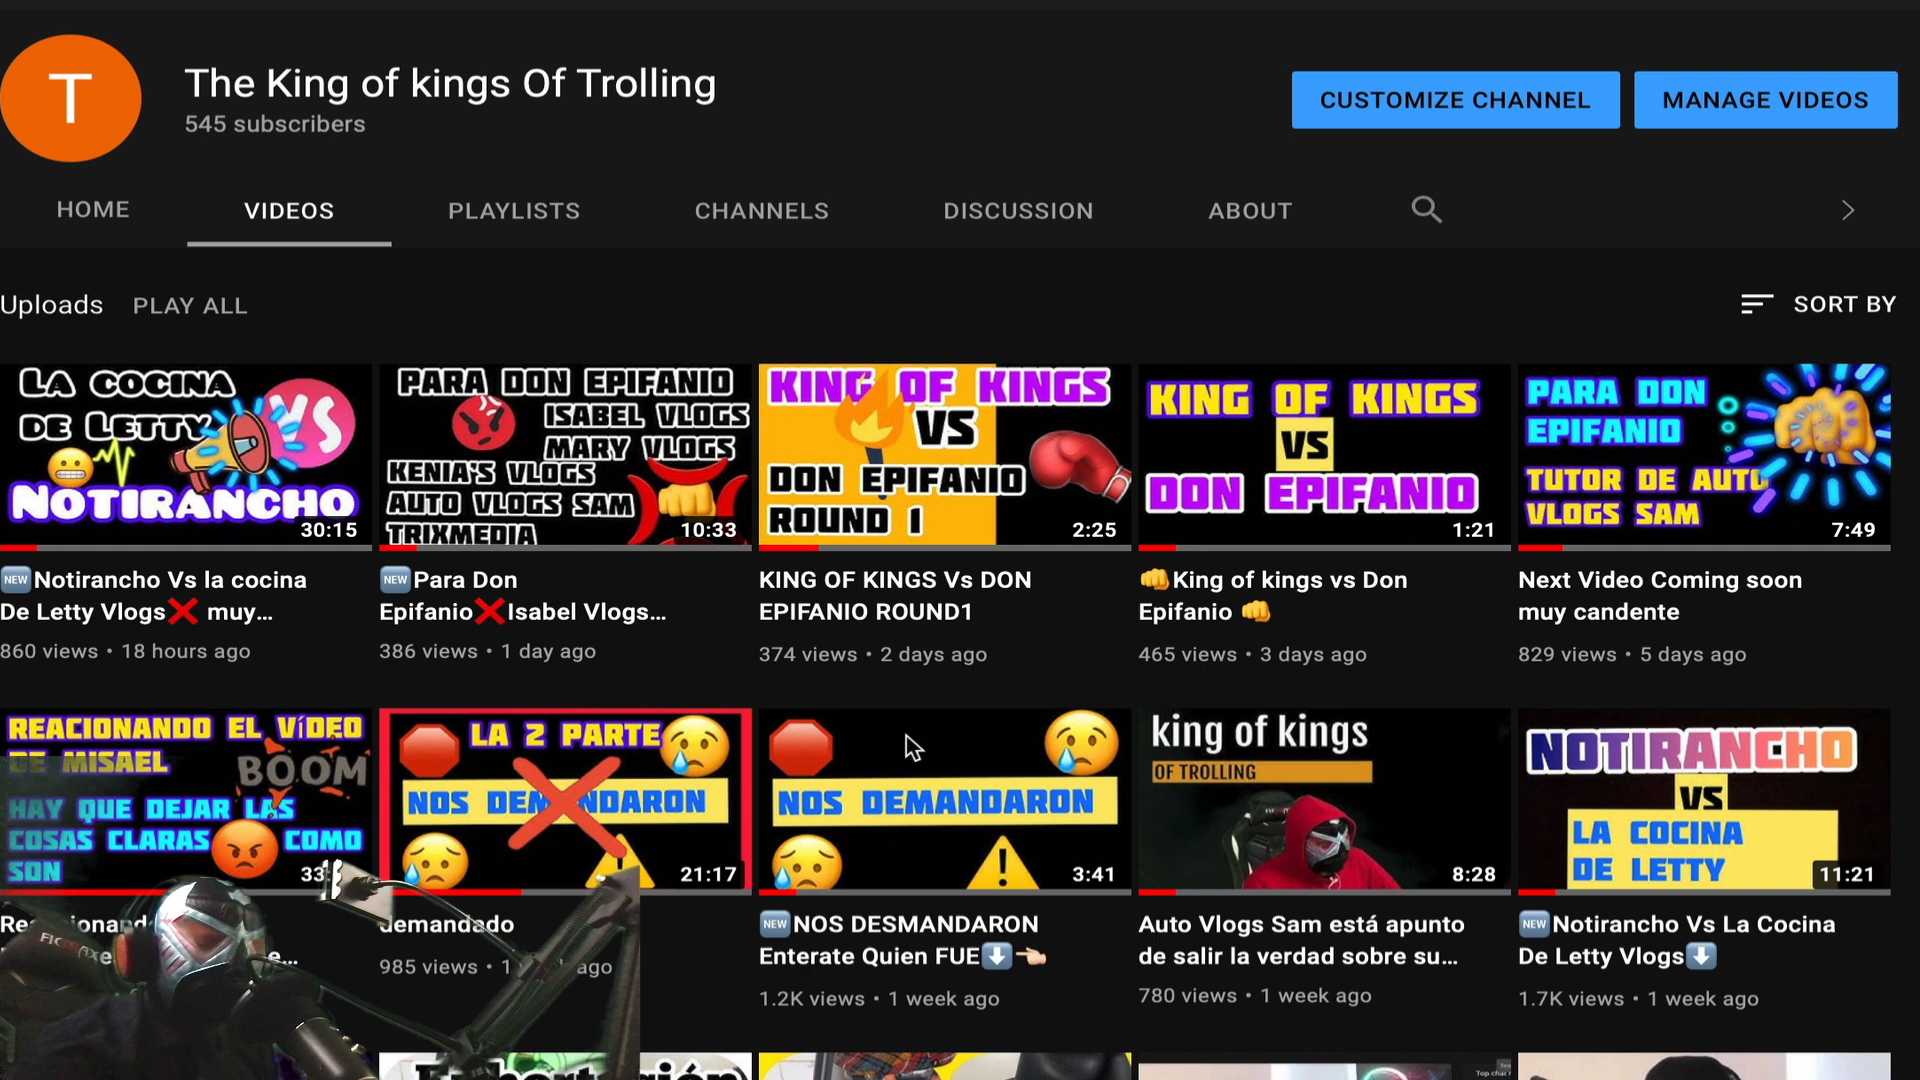 T
The King of kings Of Trolling
545 subscribers
CUSTOMIZE CHANNEL
MANAGE VIDEOS
HOME
VIDEOS
PLAYLISTS
CHANNELS
DISCUSSION
ABOUT
Uploads
PLAY ALL
SORT BY
LA COCINA
DE LETTY
VS
NOTIRANCHO
30:15
PARA DON EPIFANIO
ISABEL VLOGS
MARY VLOGS
KENIA'S VLOGS
AUTO VLOGS SAM
TRIXMEDIA
10:33
KING OF KINGS
VS
DON EPIFANIO
ROUND 1
2:25
KING OF KINGS
VS
DON EPIFANIO
1:21
PARA DON
EPIFANIO
TUTOR DE AUTO
VLOGS SAM
7:49
NEW Notirancho Vs la cocina
De Letty Vlogs❌ muy...
860 views • 18 hours ago
NEW Para Don
Epifanio❌Isabel Vlogs...
386 views • 1 day ago
KING OF KINGS Vs DON
EPIFANIO ROUND1
374 views • 2 days ago
👊King of kings vs Don
Epifanio 👊
465 views • 3 days ago
Next Video Coming soon
muy candente
829 views • 5 days ago
REACIONANDO EL VíDEO
DE MISAEL
BOOM
HAY QUE DEJAR LAS
COSAS CLARAS COMO
SON
LA 2 PARTE
NOS DEMANDARON
21:17
NOS DEMANDARON
3:41
king of kings
OF TROLLING
8:28
NOTIRANCHO
VS
LA COCINA
DE LETTY
11:21
demandado
985 views • 1 ago
NEW NOS DESMANDARON
Enterate Quien FUE⬇️👈🏻
1.2K views • 1 week ago
Auto Vlogs Sam está apunto
de salir la verdad sobre su...
780 views • 1 week ago
NEW Notirancho Vs La Cocina
De Letty Vlogs⬇️
1.7K views • 1 week ago